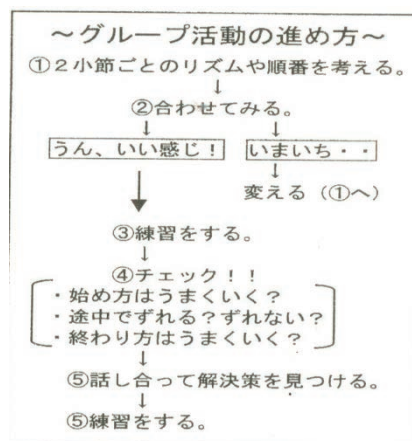 ～グループ活動の進め方～
①２小節ごとのリズムや順番を考える。
↓
②合わせてみる。
↓ ↓
うん、いい感じ！ いまいち・・
↓ ↓
変える（①へ）
③練習をする。
↓
④チェック！！
・始め方はうまくいく？
・途中でずれる？ずれない？
・終わり方はうまくいく？
↓
⑤話し合って解決策を見つける。
↓
⑤練習をする。